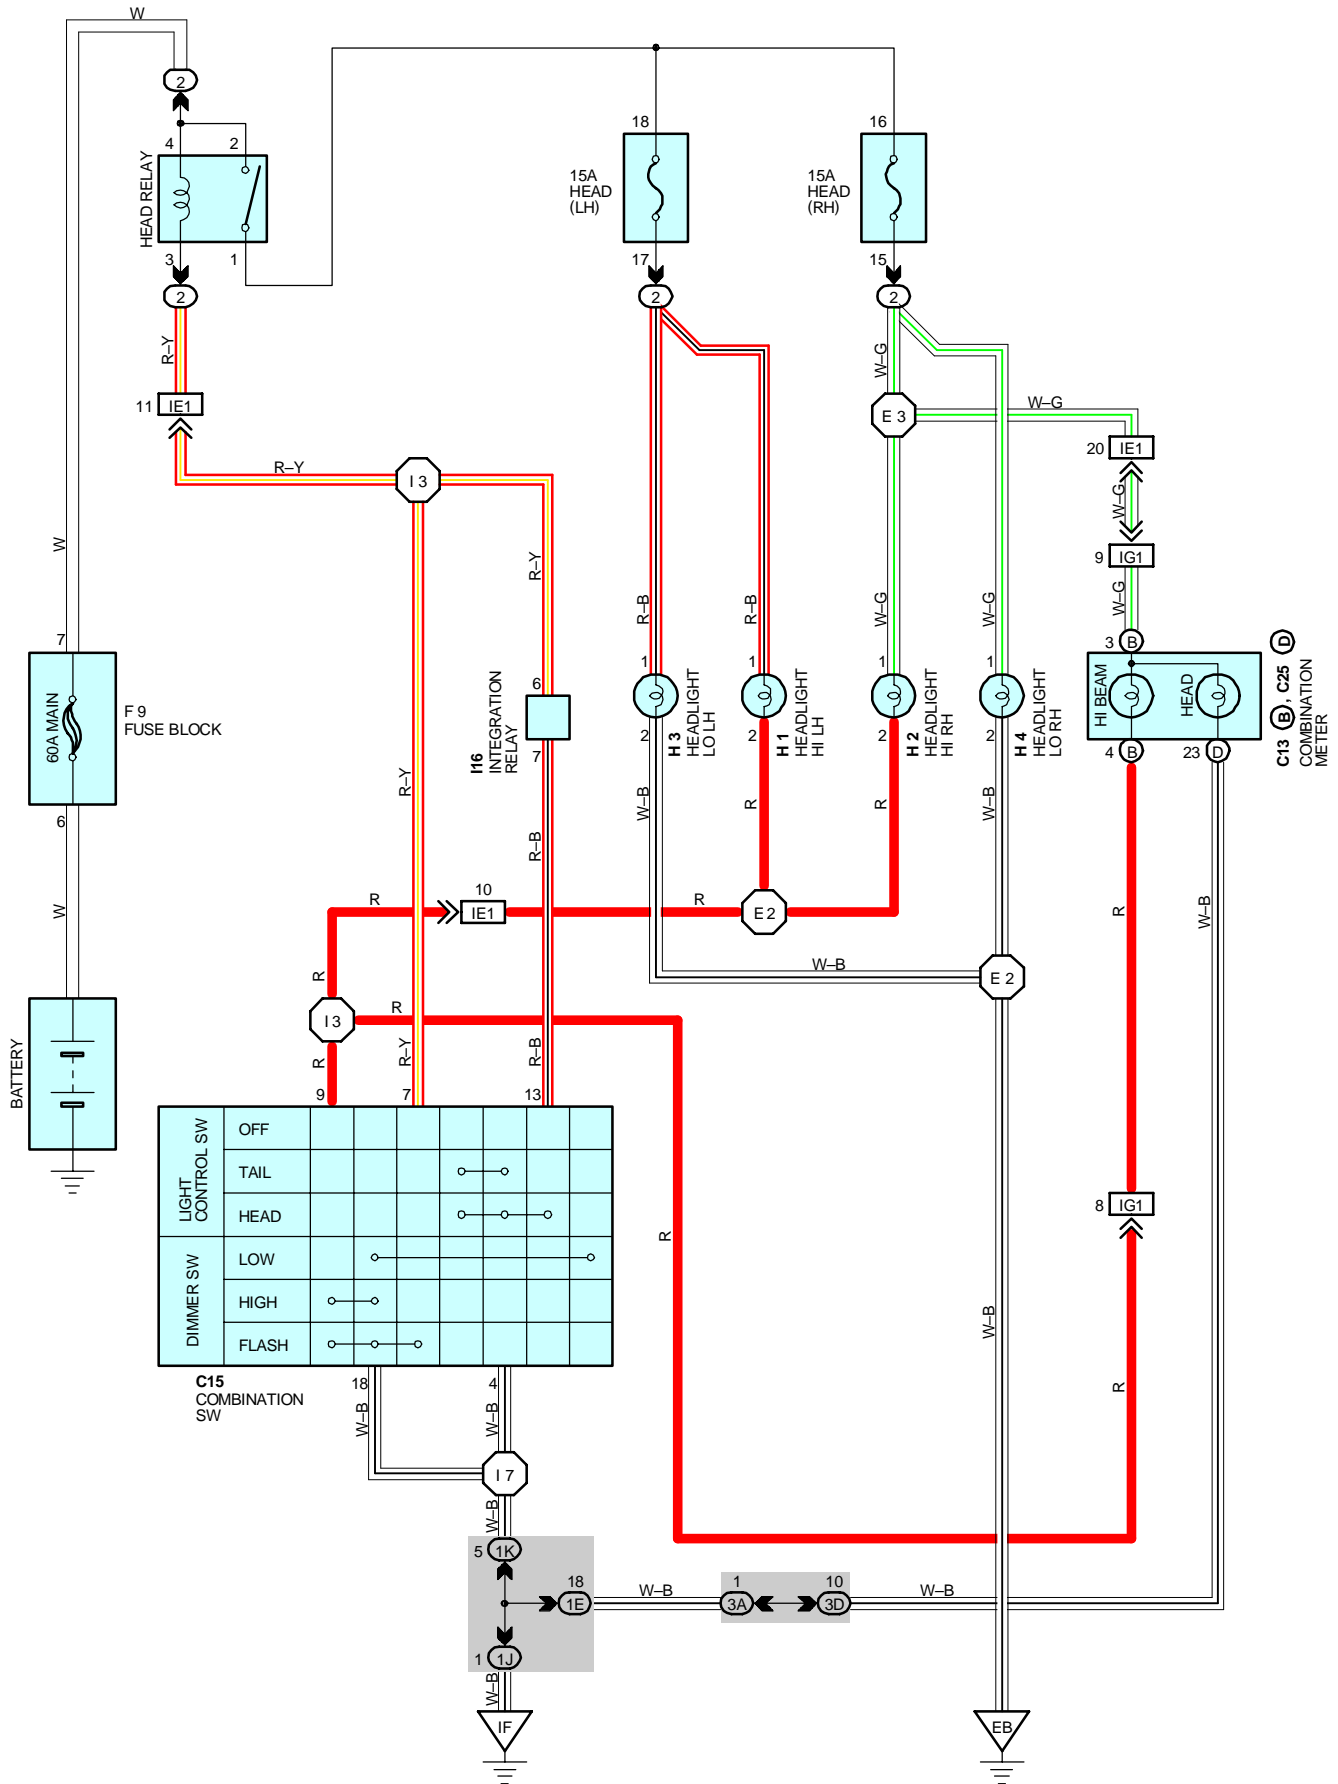 W
2
4
2
HEAD RELAY
3
1
2
R–Y
11
IE1
R–Y
I 3
18
15A
HEAD
(LH)
17
2
16
15A
HEAD
(RH)
15
2
W–G
E 3
W–G
20
IE1
W–G
9
IG1
W–G
W
R–Y
R–B
R–B
W–G
W–G
7
60A MAIN
F 9
FUSE BLOCK
6
W
6
I16
INTEGRATION
RELAY
7
1
2
H 3
HEADLIGHT
LO LH
1
2
H 1
HEADLIGHT
HI LH
1
2
H 2
HEADLIGHT
HI RH
1
2
H 4
HEADLIGHT
LO RH
3
B
HI BEAM
HEAD
4
B
23
D
C13 B , C25 D
COMBINATION
METER
R–Y
R–B
W–B
R
R
W–B
R
10
IE1
R
E 2
R
W–B
W–B
E 2
R
I 3
R
R
R–Y
R–B
BATTERY
9
7
13
LIGHT
CONTROL SW
OFF
TAIL
HEAD
DIMMER SW
LOW
HIGH
FLASH
C15
COMBINATION
SW
18
4
W–B
W–B
I 7
W–B
R
8
IG1
R
W–B
5
1K
18
1E
W–B
1
3A
10
3D
W–B
1
1J
W–B
IF
EB